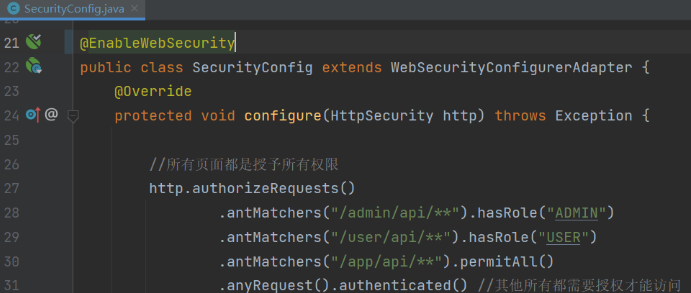 SecurityConfig.java
21 @EnableWebSecurity
22 public class SecurityConfig extends WebSecurityConfigurerAdapter {
23 @Override
24 @ protected void configure(HttpSecurity http) throws Exception {
25
26 //所有页面都是授予所有权限
27 http.authorizeRequests()
28 .antMatchers("/admin/api/**").hasRole("ADMIN")
29 .antMatchers("/user/api/**").hasRole("USER")
30 .antMatchers("/app/api/**").permitAll()
31 .anyRequest().authenticated() //其他所有都需要授权才能访问